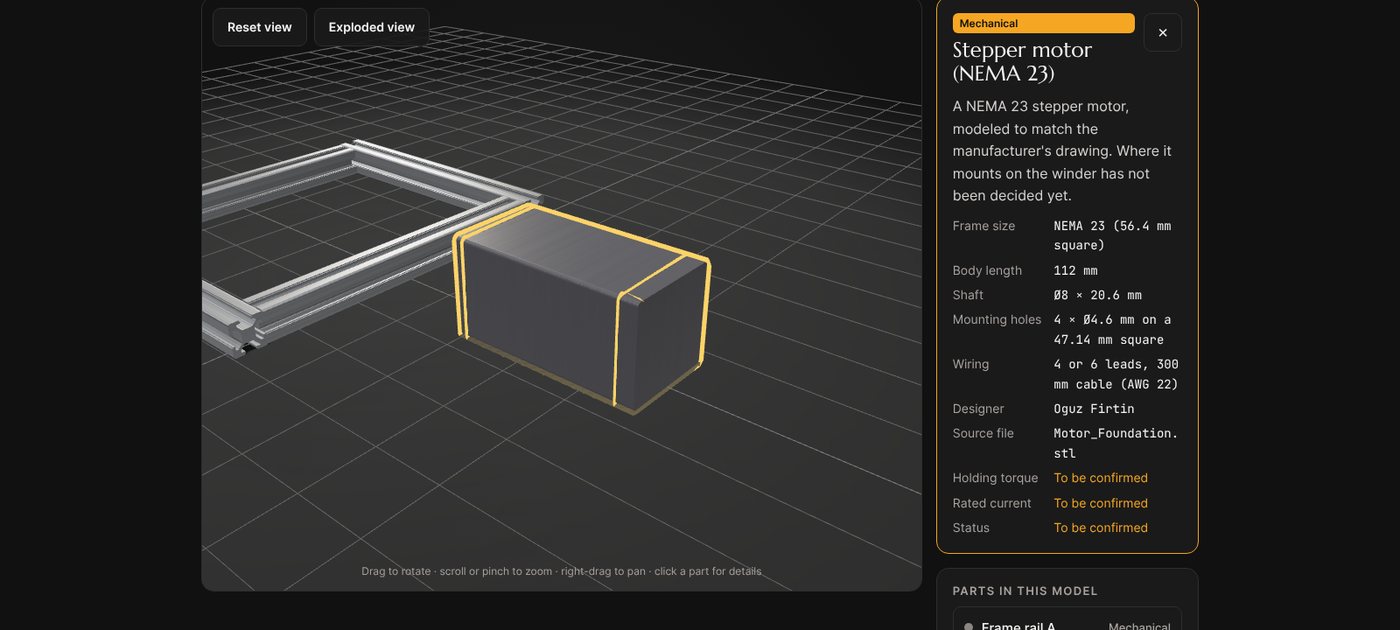 Reset view
Exploded view
Drag to rotate · scroll or pinch to zoom · right-drag to pan · click a part for details
Mechanical
×
Stepper motor
(NEMA 23)
A NEMA 23 stepper motor,
modeled to match the
manufacturer's drawing. Where it
mounts on the winder has not
been decided yet.
Frame size NEMA 23 (56.4 mm
square)
Body length 112 mm
Shaft Ø8 × 20.6 mm
Mounting holes 4 × Ø4.6 mm on a
47.14 mm square
Wiring 4 or 6 leads, 300
mm cable (AWG 22)
Designer Oguz Firtin
Source file Motor_Foundation.
stl
Holding torque To be confirmed
Rated current To be confirmed
Status To be confirmed
PARTS IN THIS MODEL
Frame rail A Mechanical